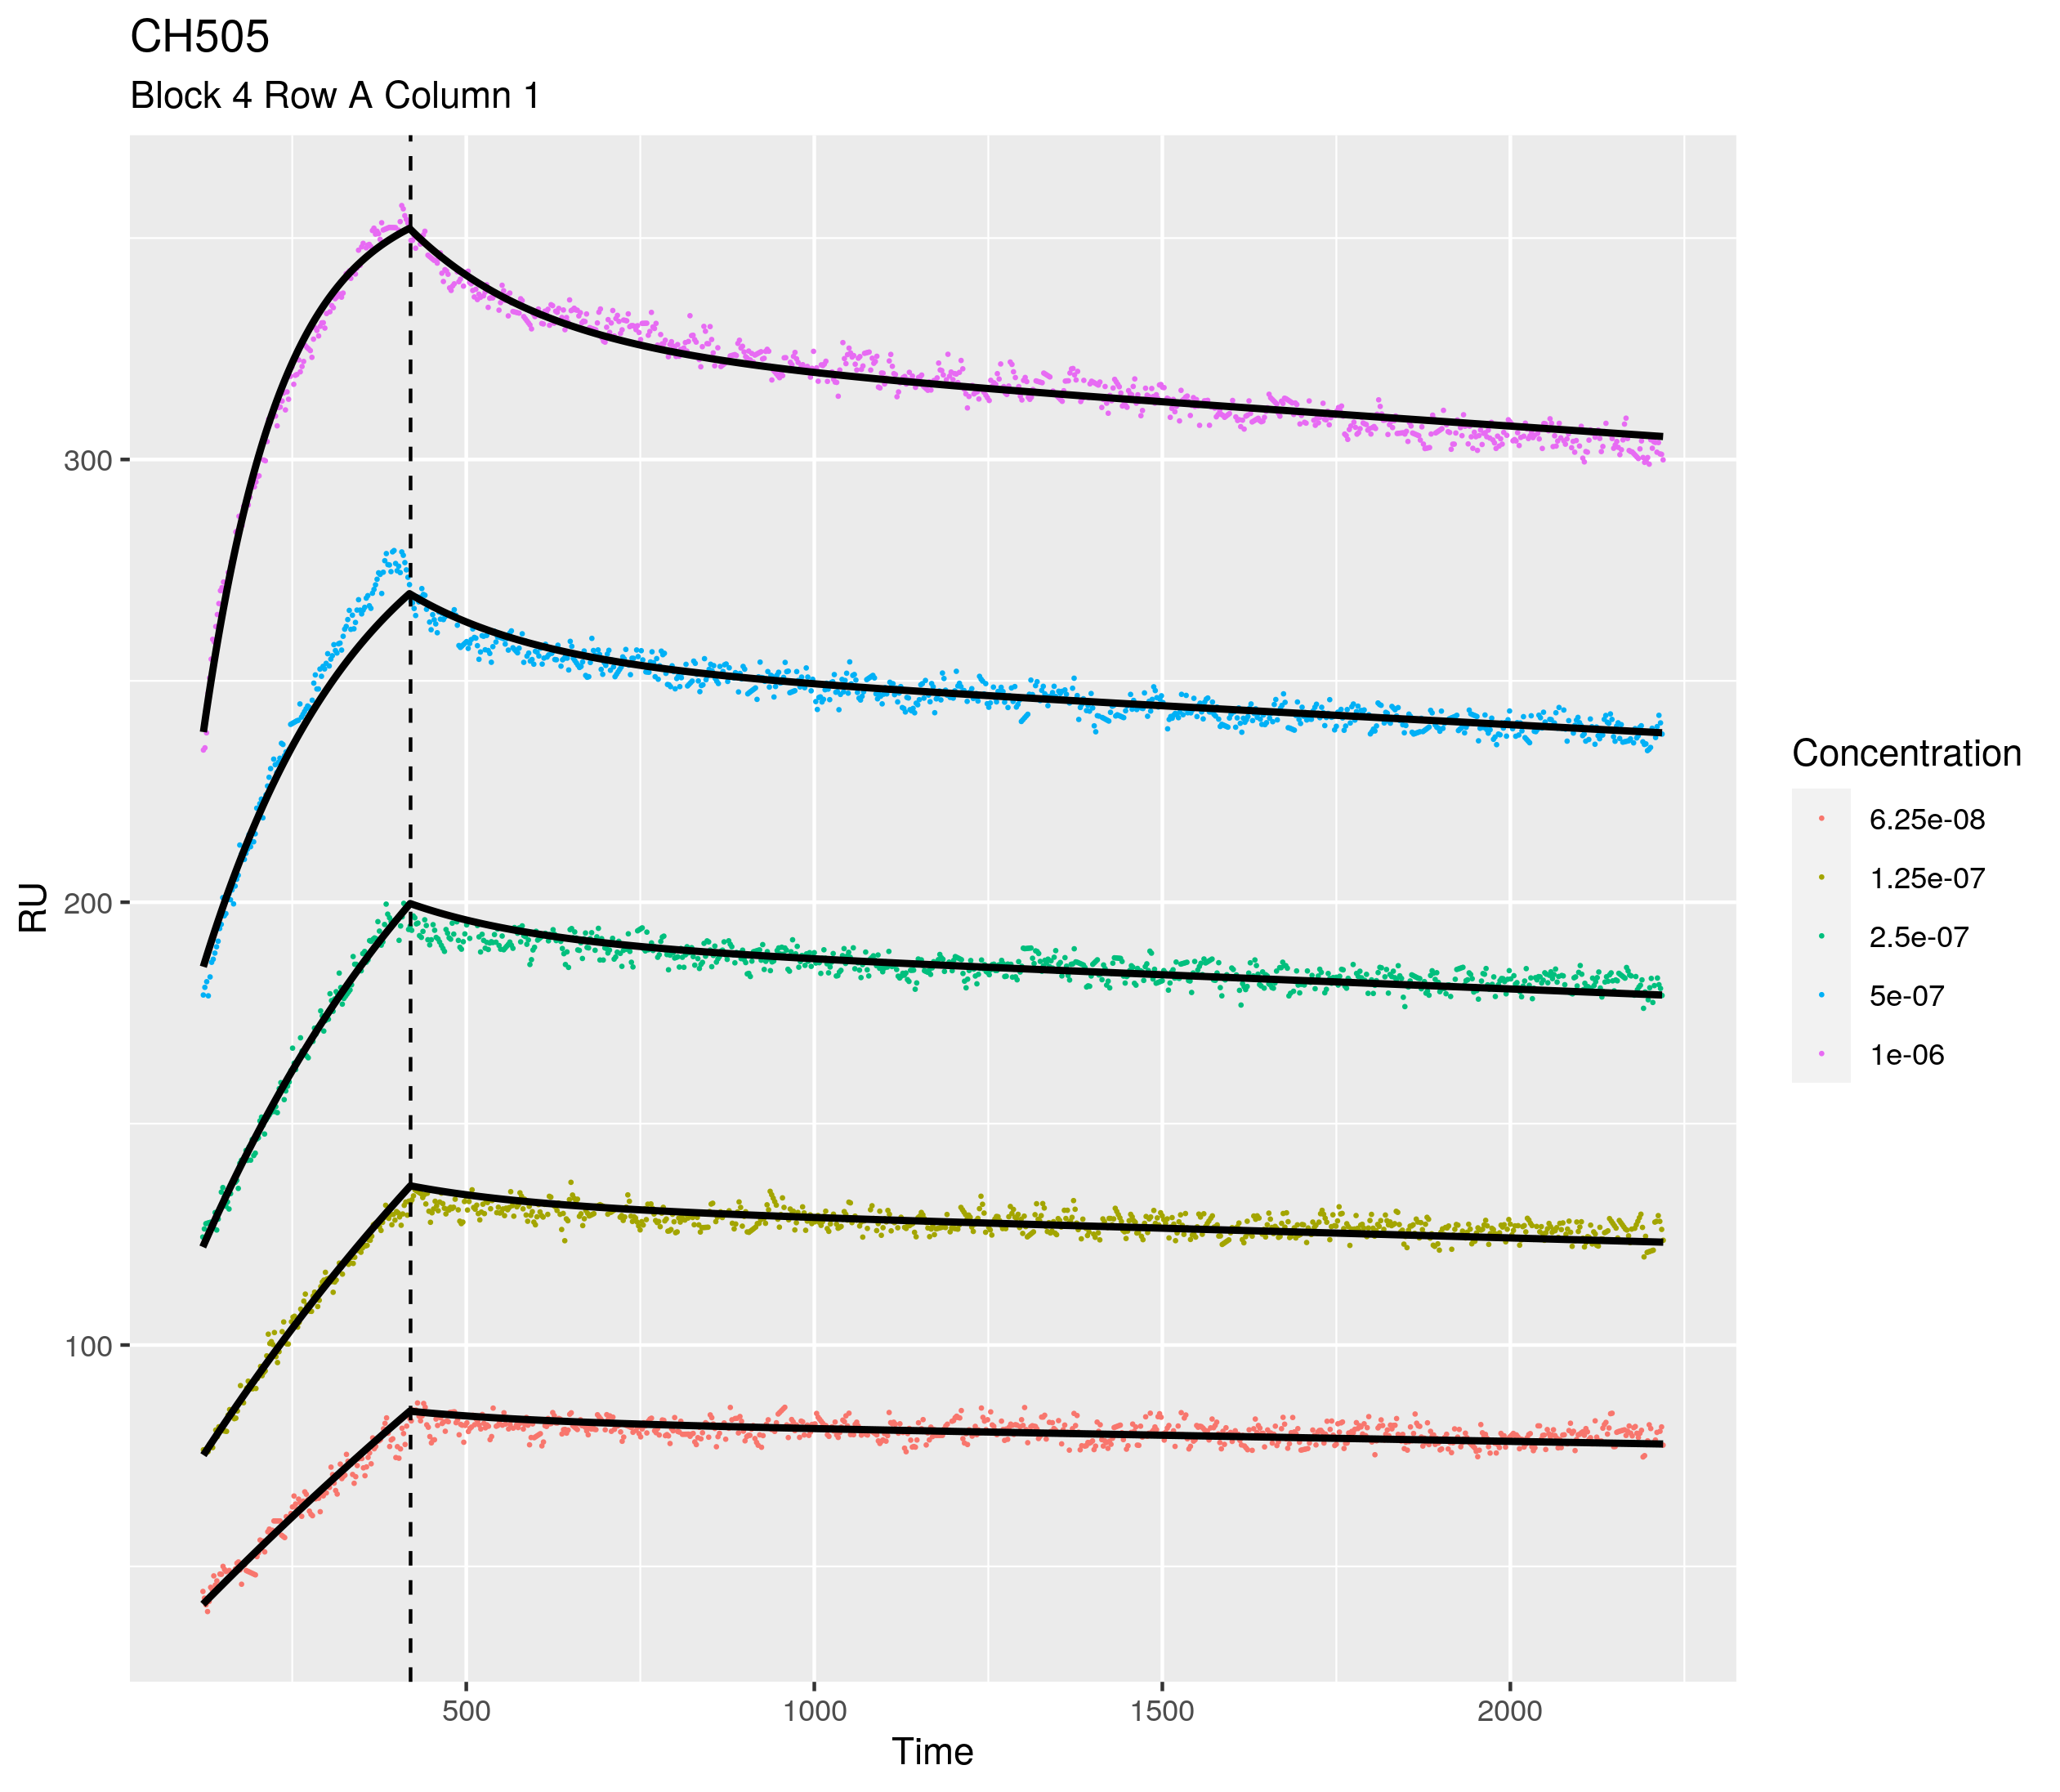 CH505
Block 4 Row A Column 1
300
200
100
RU
500
1000
1500
2000
Time
Concentration
6.25e-08
1.25e-07
2.5e-07
5e-07
1e-06